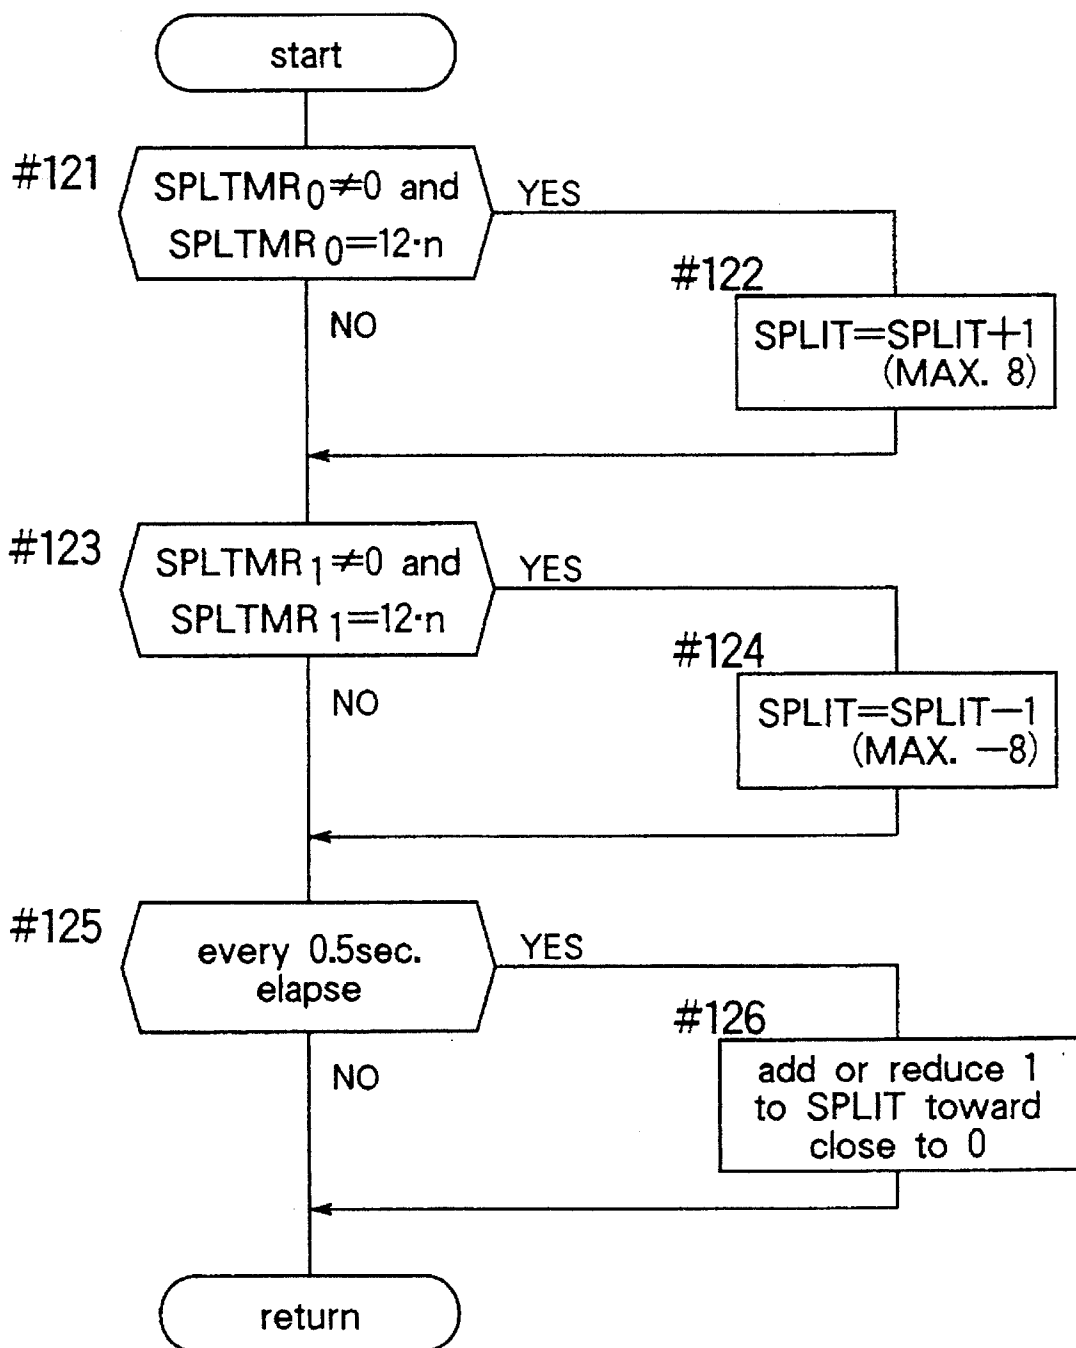 start
#121
SPLTMR0≠0 and
SPLTMR0=12·n
YES
#122
SPLIT=SPLIT+1
(MAX. 8)
NO
#123
SPLTMR1≠0 and
SPLTMR1=12·n
YES
#124
SPLIT=SPLIT−1
(MAX. −8)
NO
#125
every 0.5sec.
elapse
YES
#126
add or reduce 1
to SPLIT toward
close to 0
NO
return